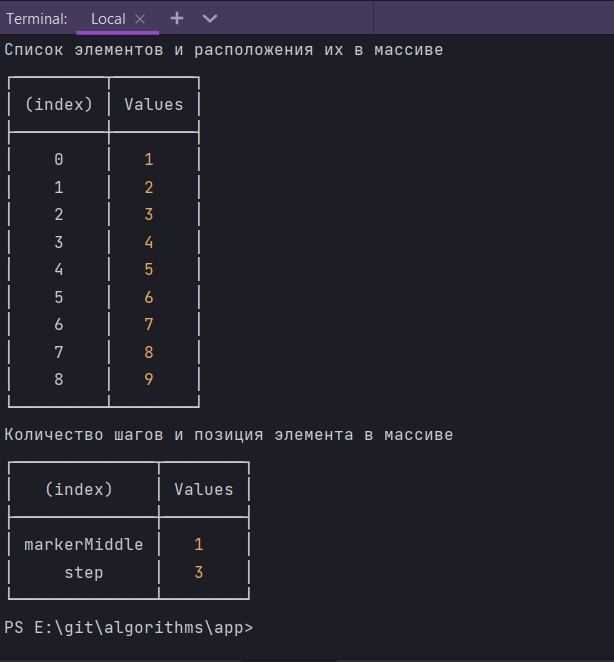 Terminal: Local × +
Список элементов и расположения их в массиве
(index) Values
0 1
1 2
2 3
3 4
4 5
5 6
6 7
7 8
8 9
Количество шагов и позиция элемента в массиве
(index) Values
markerMiddle 1
step 3
PS E:\git\algorithms\app>